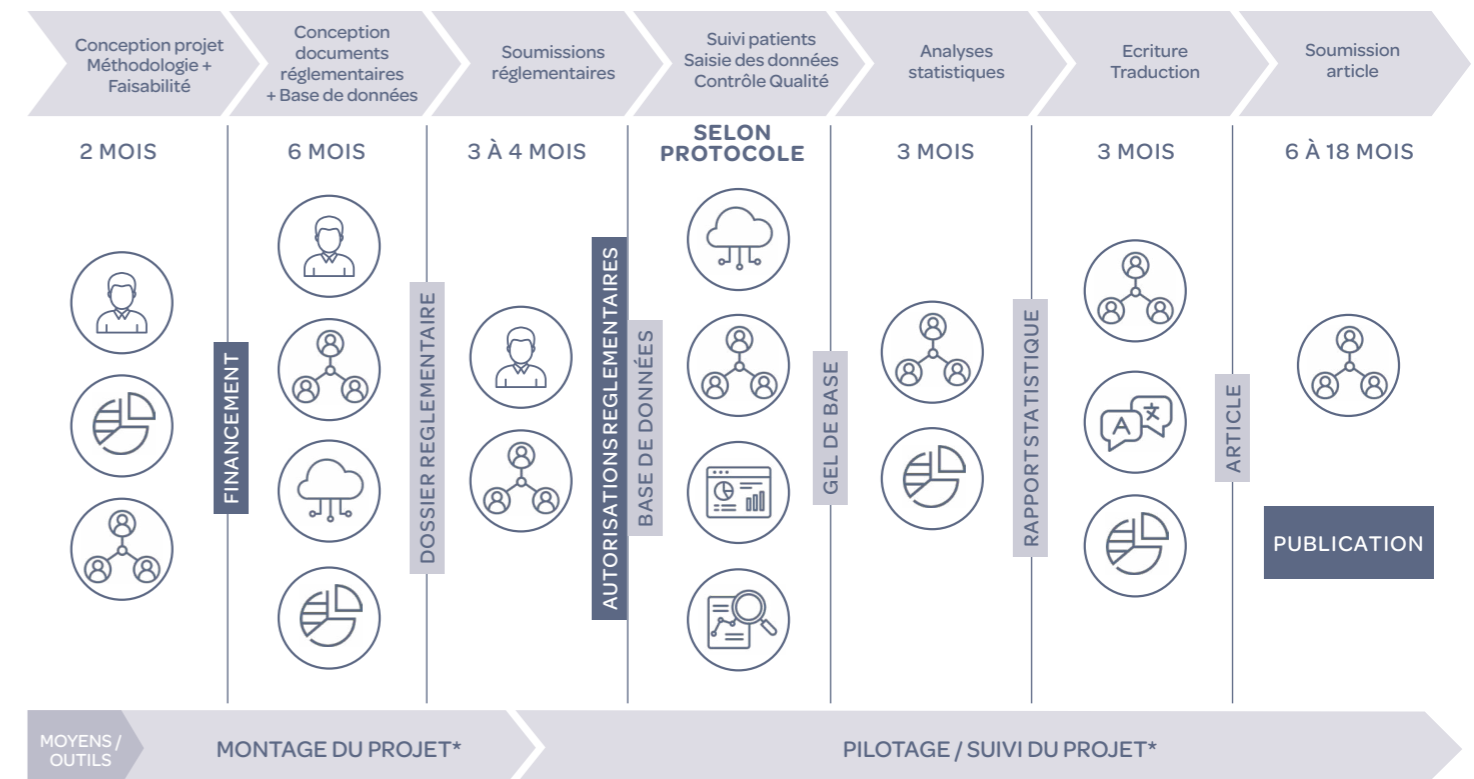 Conception projet
Méthodologie +
Faisabilité
Conception
documents
réglementaires
+ Base de données
Soumissions
réglementaires
Suivi patients
Saisie des données
Contrôle Qualité
Analyses
statistiques
Ecriture
Traduction
Soumission
article
2 MOIS
6 MOIS
3 À 4 MOIS
SELON
PROTOCOLE
3 MOIS
3 MOIS
6 À 18 MOIS
FINANCEMENT
DOSSIER REGLEMENTAIRE
AUTORISATIONS REGLEMENTAIRES
BASE DE DONNÉES
GEL DE BASE
RAPPORT STATISTIQUE
A 文
ARTICLE
PUBLICATION
MOYENS /
OUTILS
MONTAGE DU PROJET*
PILOTAGE / SUIVI DU PROJET*